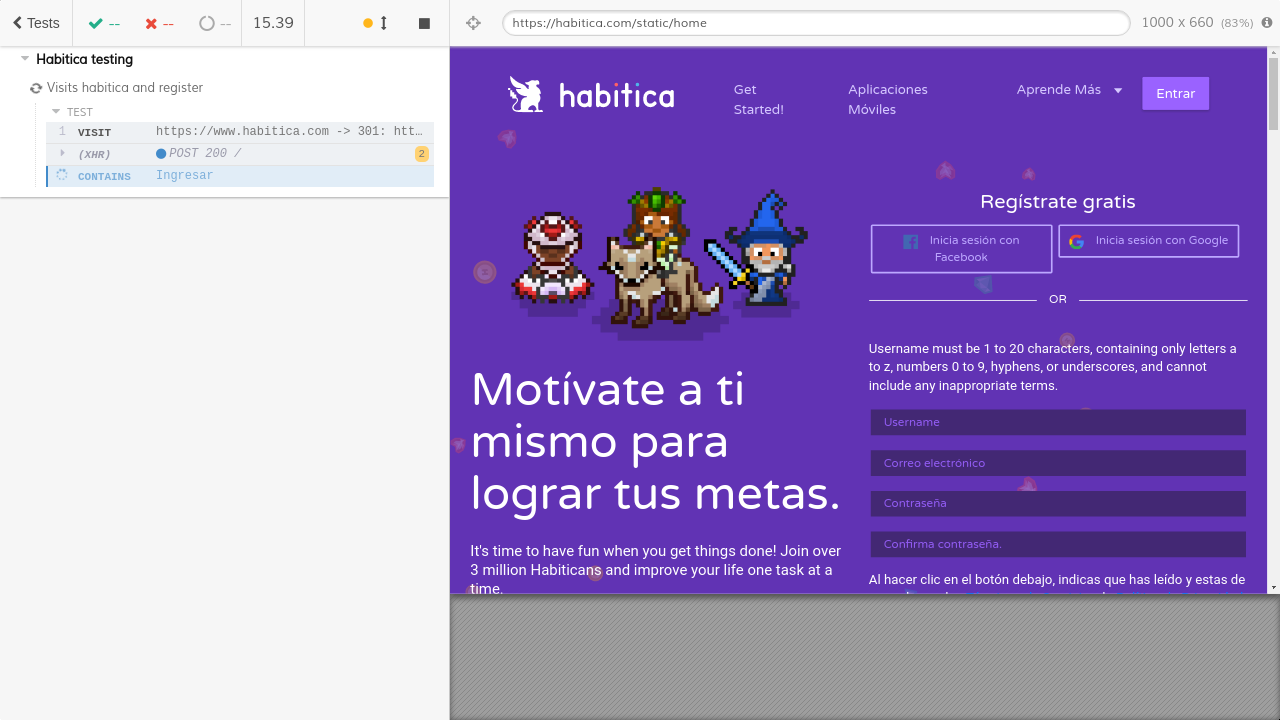 Tests
--
--
--
15.39
https://habitica.com/static/home
1000 x 660 (83%)
Habitica testing
Visits habitica and register
TEST
1 VISIT https://www.habitica.com -> 301: htt…
(XHR) POST 200 / 2
CONTAINS Ingresar
habitica
Get
Started!
Aplicaciones
Móviles
Aprende Más
Entrar
Regístrate gratis
Inicia sesión con
Facebook
Inicia sesión con Google
OR
Username must be 1 to 20 characters, containing only letters a
to z, numbers 0 to 9, hyphens, or underscores, and cannot
include any inappropriate terms.
Username
Correo electrónico
Contraseña
Confirma contraseña.
Al hacer clic en el botón debajo, indicas que has leído y estas de
Motívate a ti
mismo para
lograr tus metas.
It's time to have fun when you get things done! Join over
3 million Habiticans and improve your life one task at a
time.